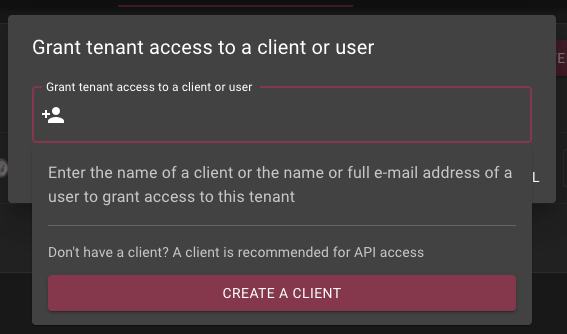 Grant tenant access to a client or user
Grant tenant access to a client or user
Enter the name of a client or the name or full e-mail address of a
user to grant access to this tenant
Don't have a client? A client is recommended for API access
CREATE A CLIENT